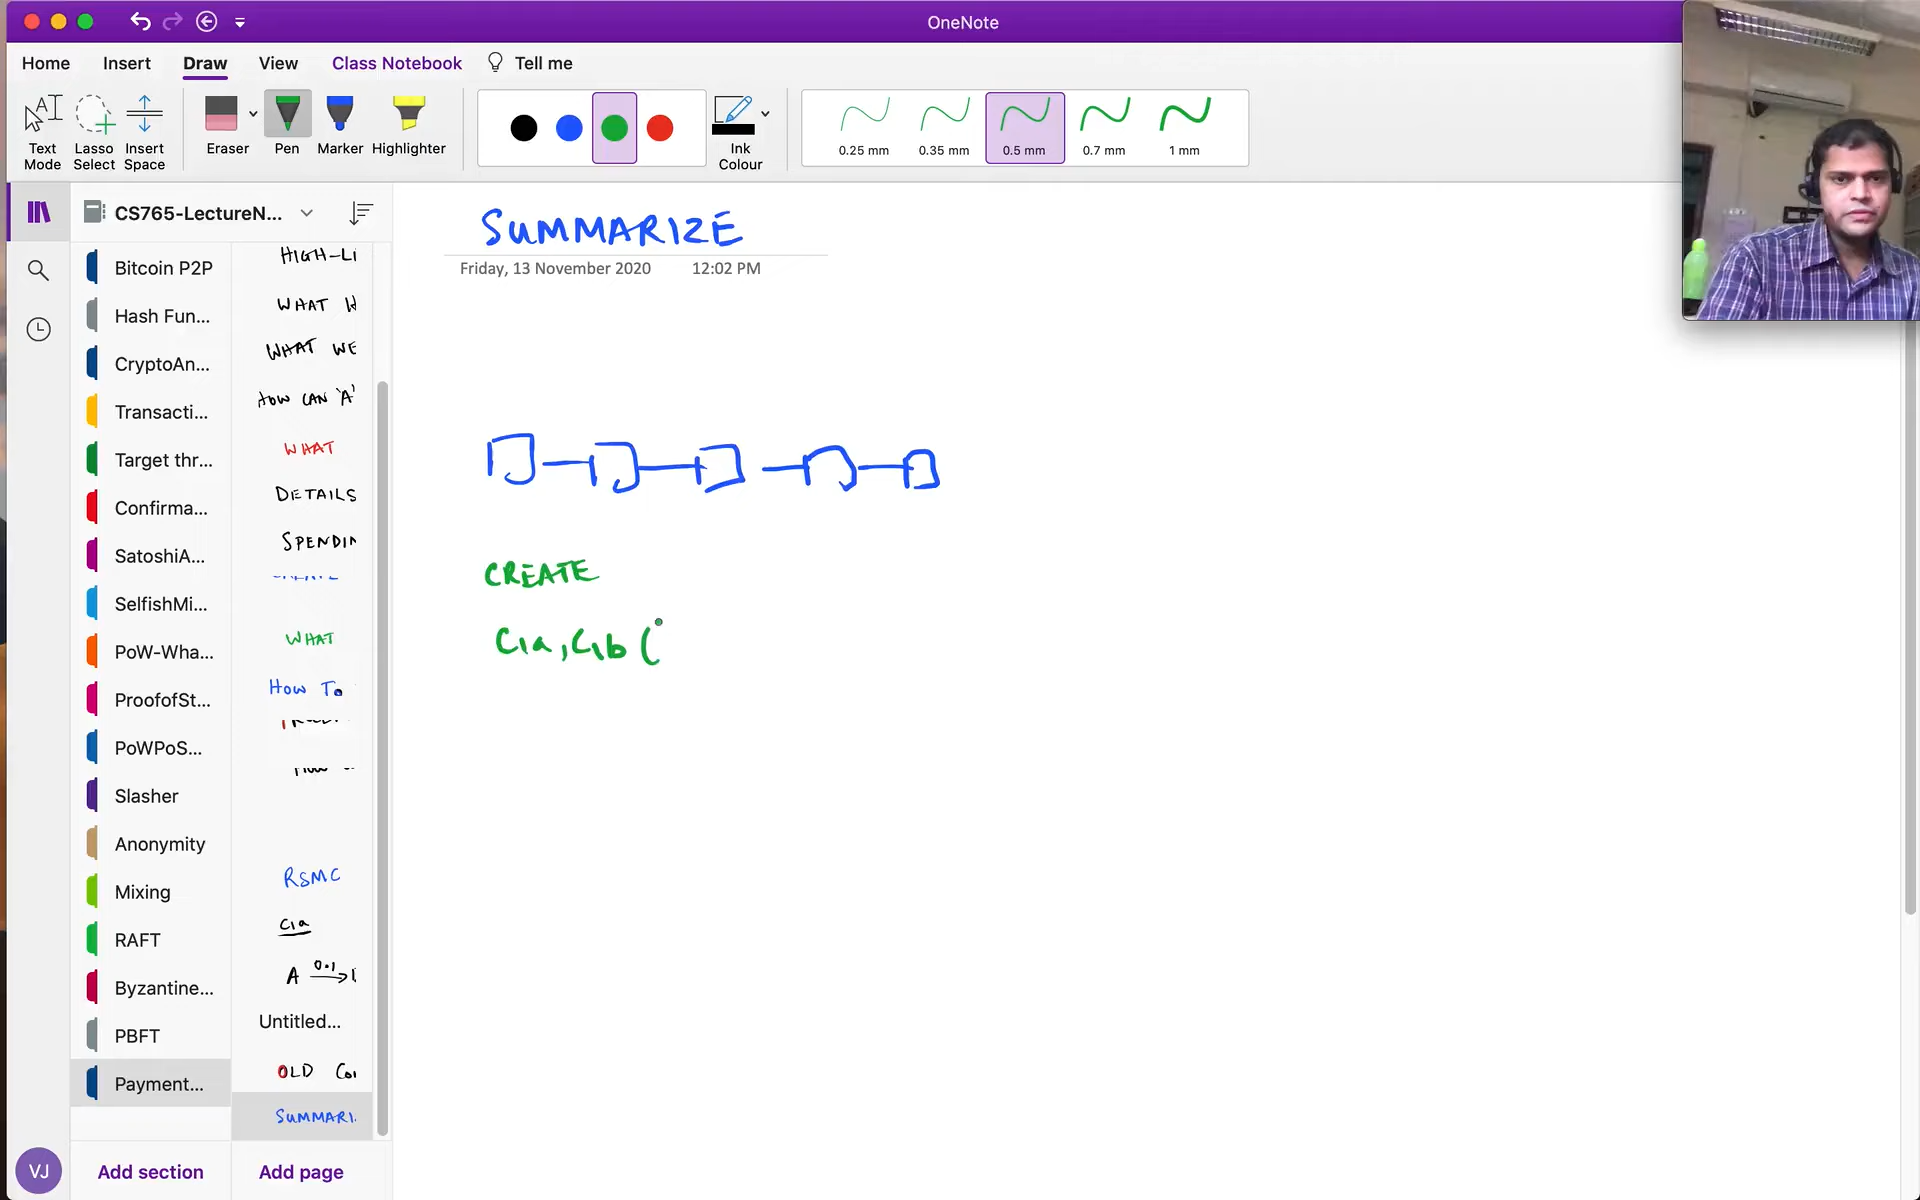 OneNote
Home Insert Draw View Class Notebook Tell me
Text Mode
Lasso Select
Insert Space
Eraser
Pen
Marker
Highlighter
Ink Colour
0.25 mm
0.35 mm
0.5 mm
0.7 mm
1 mm
CS765-LectureN...
Bitcoin P2P
Hash Fun...
CryptoAn...
Transacti...
Target thr...
Confirma...
SatoshiA...
SelfishMi...
PoW-Wha...
ProofofSt...
PoWPoS...
Slasher
Anonymity
Mixing
RAFT
Byzantine...
PBFT
Payment...
Add section
HIGH-LI
WHAT
WHAT WE
HOW CAN 'A'
WHAT
DETAILS
SPENDIN
WHAT
HOW TO
RSMC
C1a
A 0.1
Untitled...
OLD Co
SUMMARI.
Add page
VJ
SUMMARIZE
Friday, 13 November 2020 12:02 PM
CREATE
C1a, C1b (